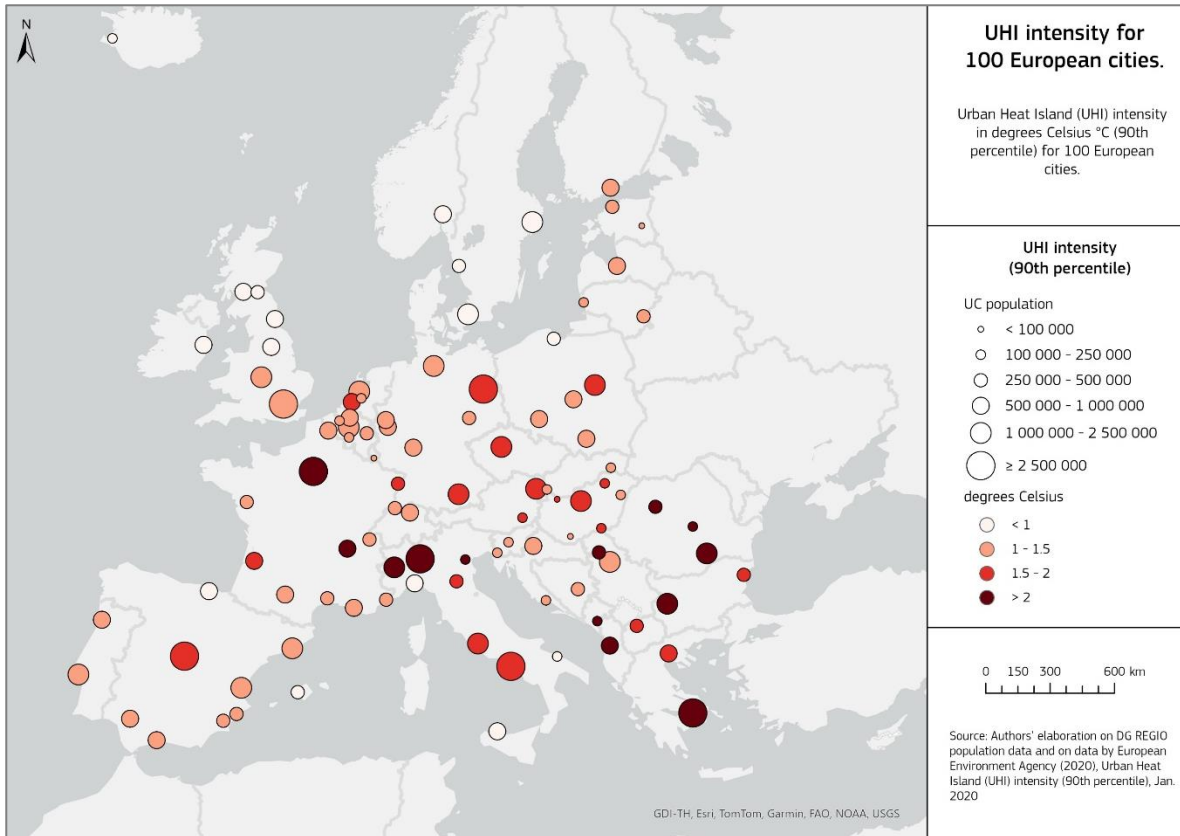 N
UHI intensity for
100 European cities.
Urban Heat Island (UHI) intensity
in degrees Celsius °C (90th
percentile) for 100 European
cities.
UHI intensity
(90th percentile)
UC population
< 100 000
100 000 - 250 000
250 000 - 500 000
500 000 - 1 000 000
1 000 000 - 2 500 000
≥ 2 500 000
degrees Celsius
< 1
1 - 1.5
1.5 - 2
> 2
0 150 300 600 km
Source: Authors' elaboration on DG REGIO
population data and on data by European
Environment Agency (2020), Urban Heat
Island (UHI) intensity (90th percentile), Jan.
2020
GDI-TH, Esri, TomTom, Garmin, FAO, NOAA, USGS